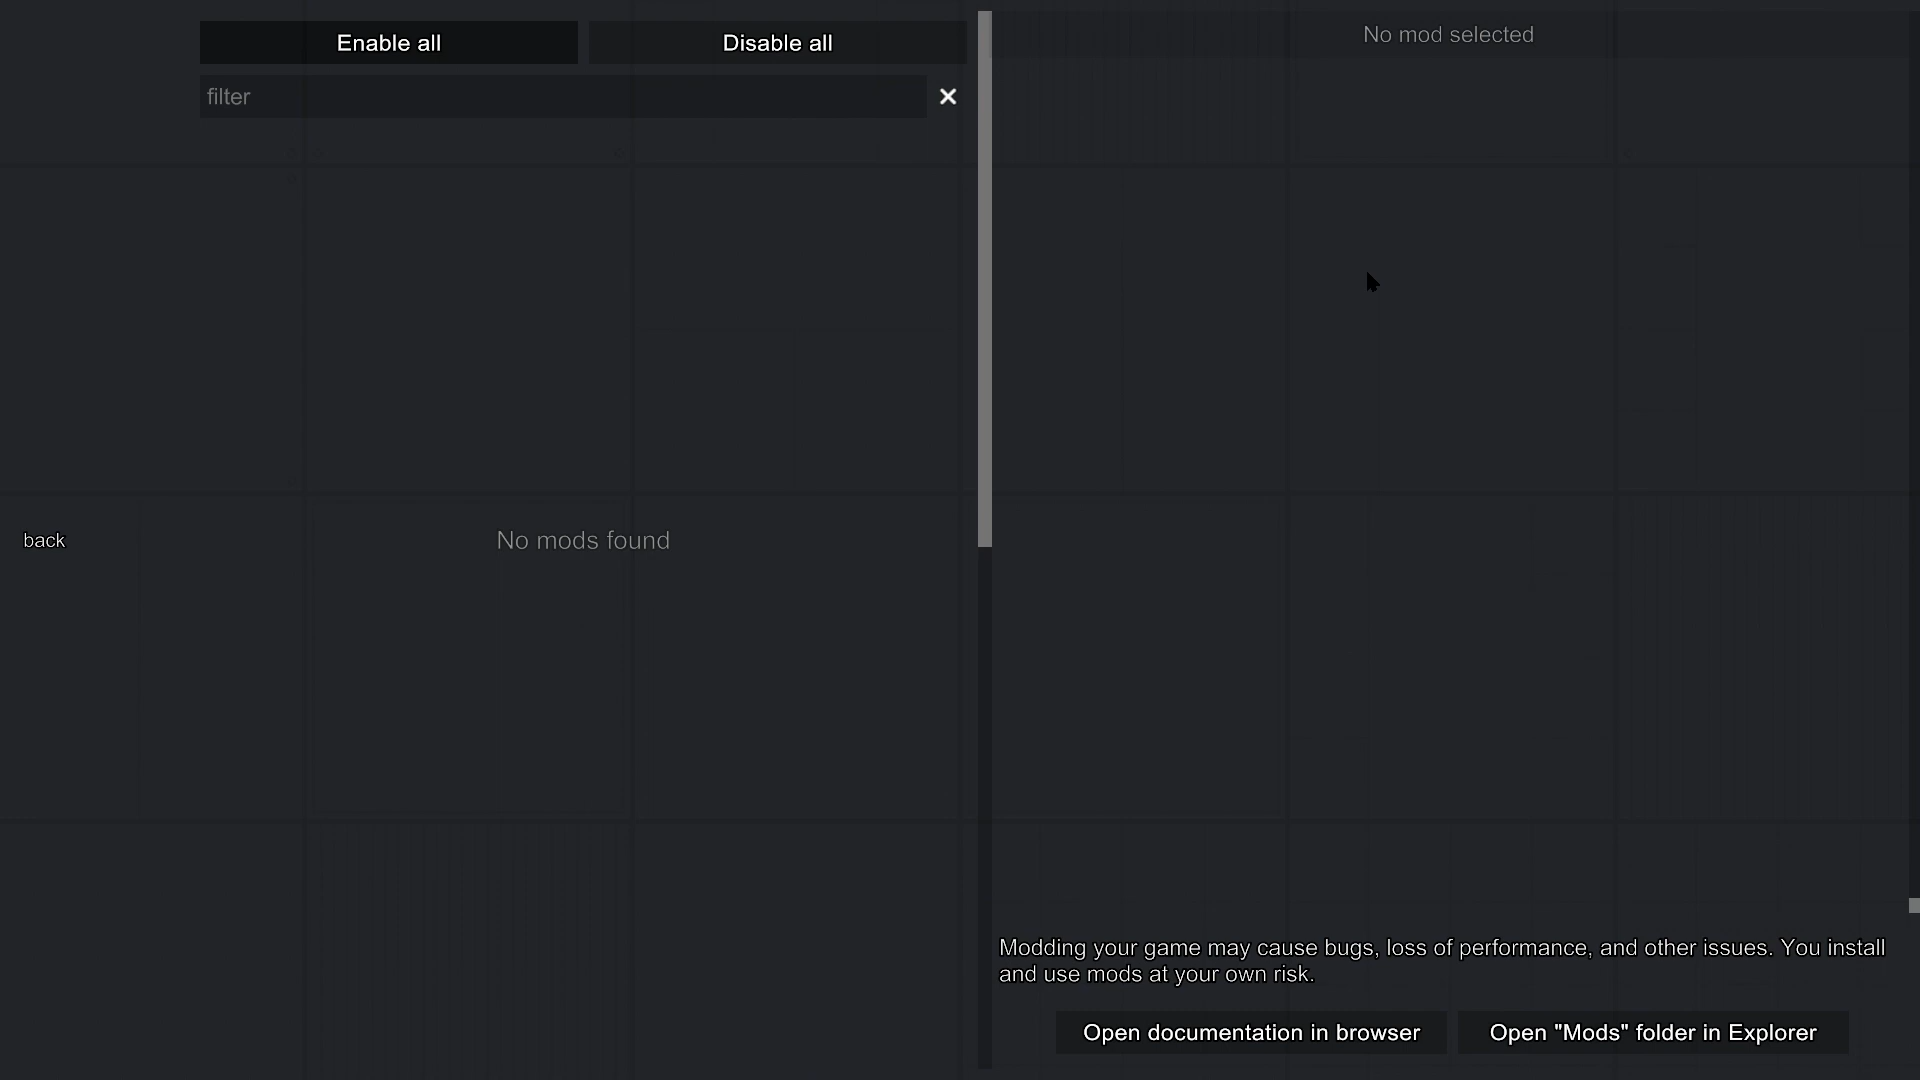 Enable all
Disable all
filter
No mod selected
back
No mods found
Modding your game may cause bugs, loss of performance, and other issues. You install
and use mods at your own risk.
Open documentation in browser
Open "Mods" folder in Explorer